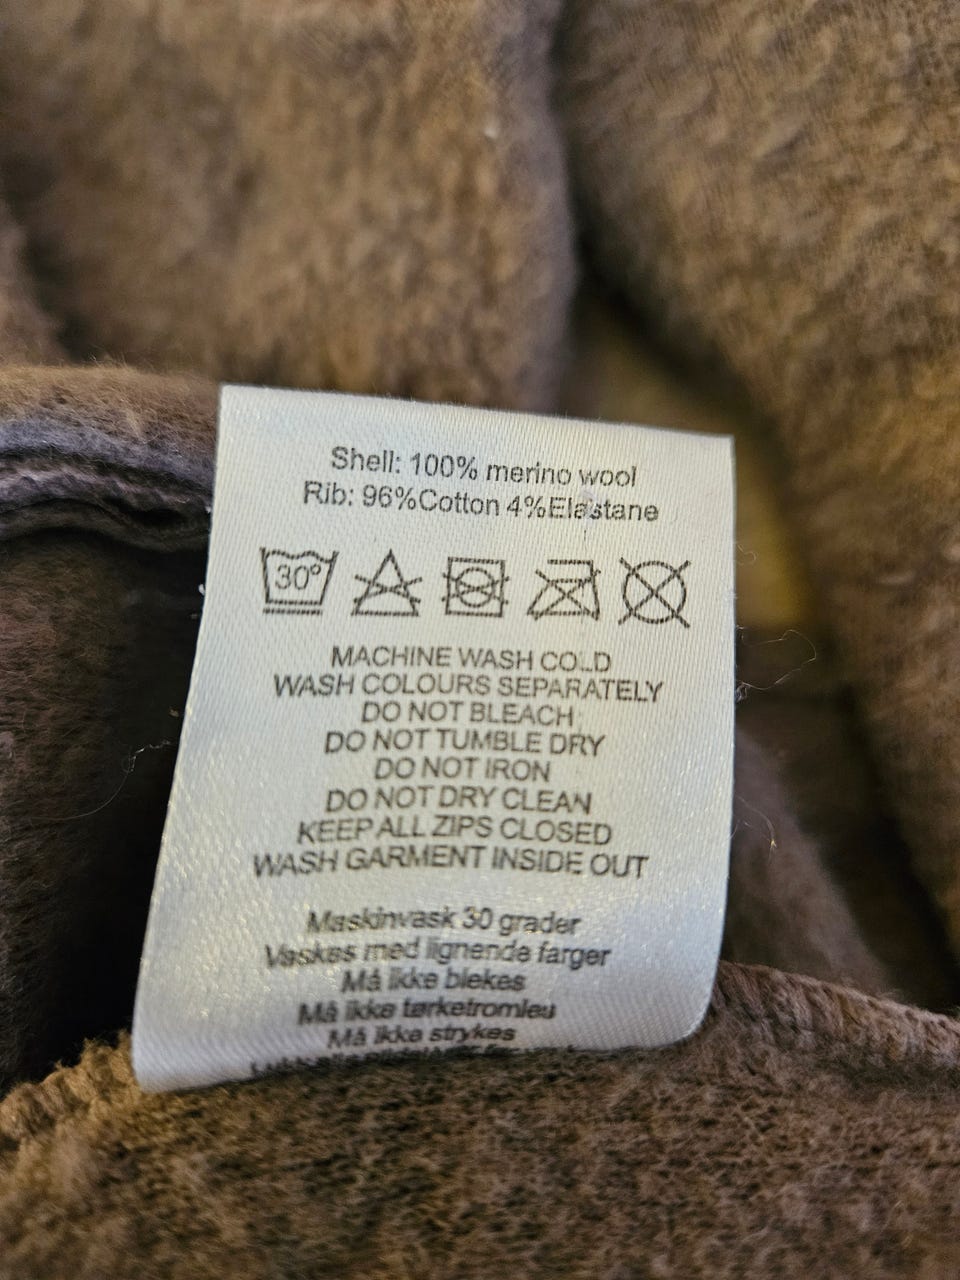 Shell: 100% merino wool
Rib: 96%Cotton 4%Elastane
30°
MACHINE WASH COLD
WASH COLOURS SEPARATELY
DO NOT BLEACH
DO NOT TUMBLE DRY
DO NOT IRON
DO NOT DRY CLEAN
KEEP ALL ZIPS CLOSED
WASH GARMENT INSIDE OUT
Maskinvask 30 grader
Vaskes med lignende farger
Må ikke blekes
Må ikke tørketromles
Må ikke strykes